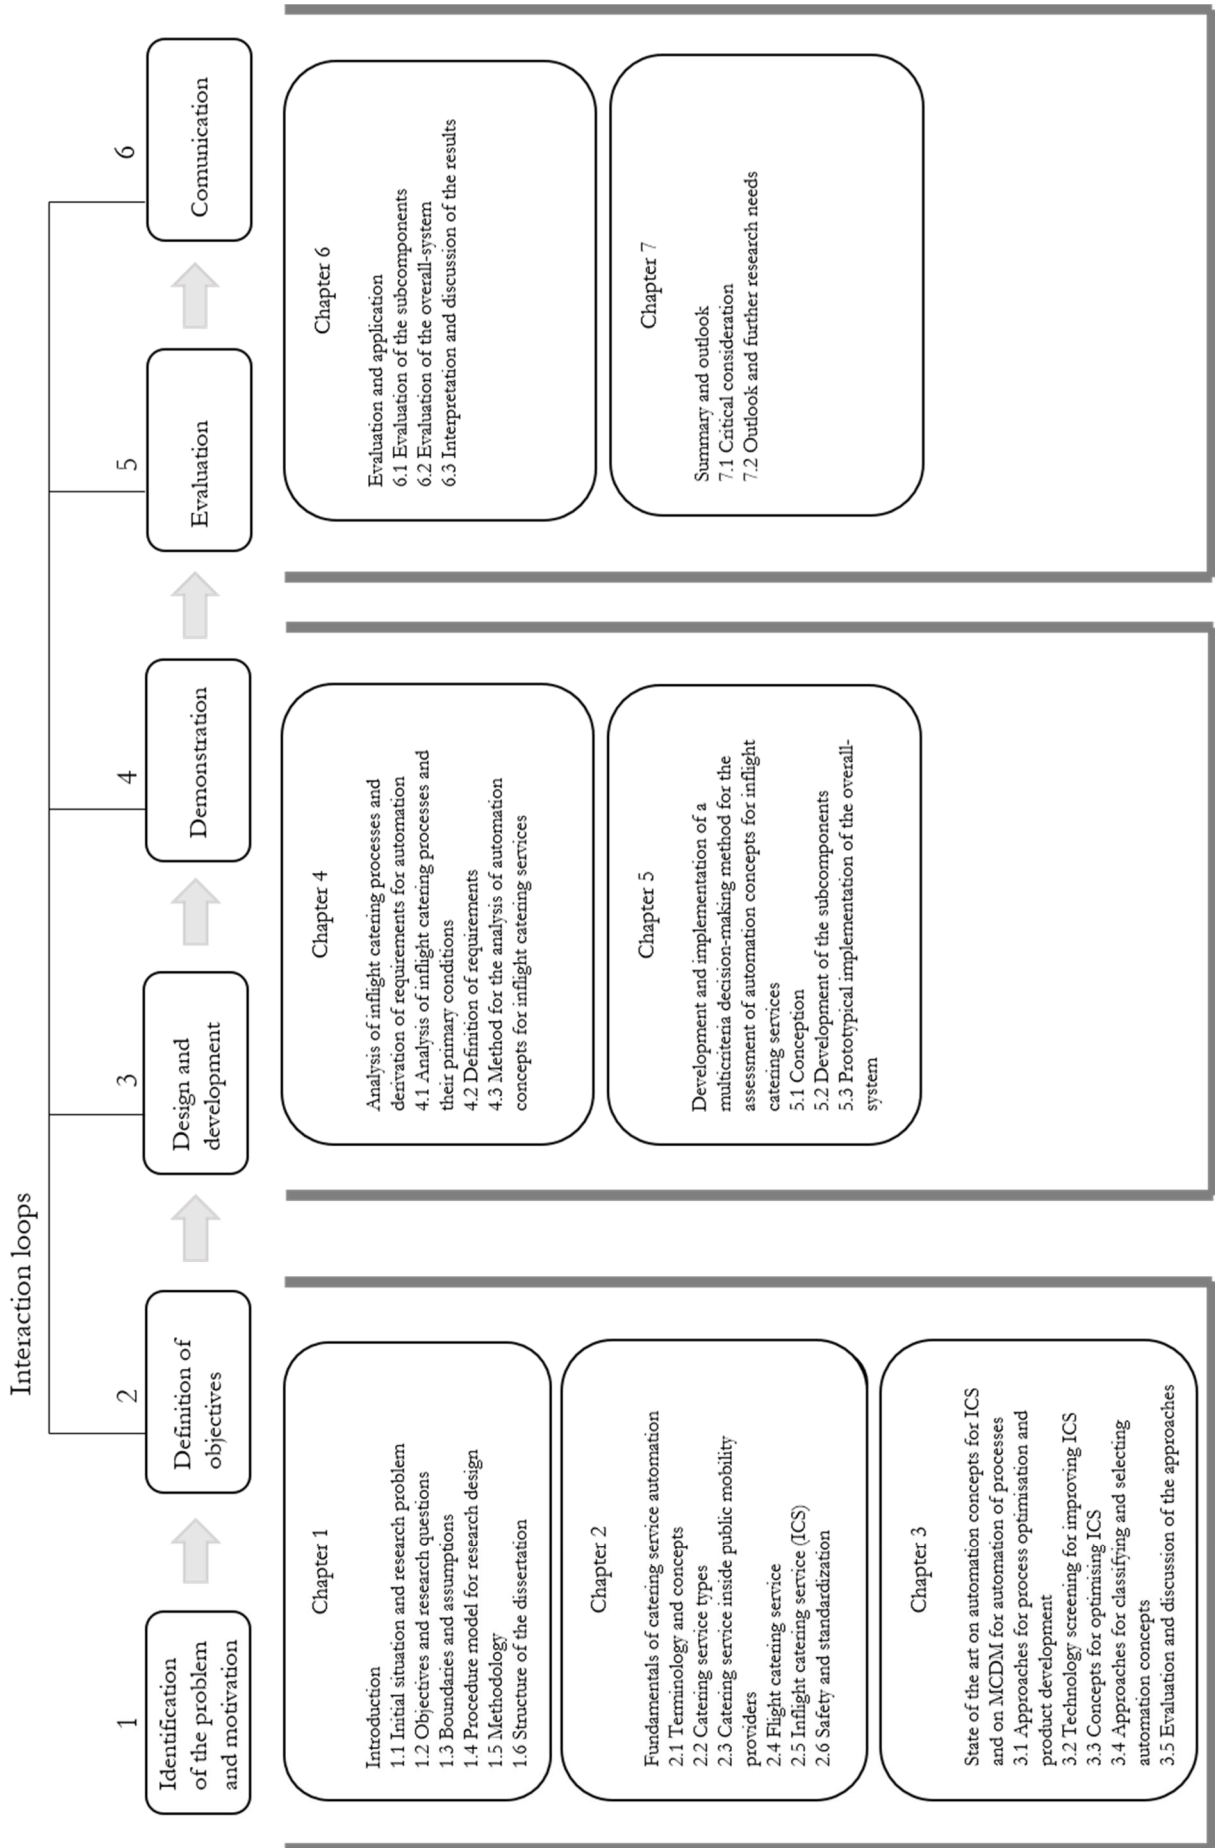 Interaction loops
1
2
3
4
5
6
Identification
of the problem
and motivation
Definition of
objectives
Design and
development
Demonstration
Evaluation
Comunication
Chapter 1
Introduction
1.1 Initial situation and research problem
1.2 Objectives and research questions
1.3 Boundaries and assumptions
1.4 Procedure model for research design
1.5 Methodology
1.6 Structure of the dissertation
Chapter 2
Fundamentals of catering service automation
2.1 Terminology and concepts
2.2 Catering service types
2.3 Catering service inside public mobility
providers
2.4 Flight catering service
2.5 Inflight catering service (ICS)
2.6 Safety and standardization
Chapter 3
State of the art on automation concepts for ICS
and on MCDM for automation of processes
3.1 Approaches for process optimisation and
product development
3.2 Technology screening for improving ICS
3.3 Concepts for optimising ICS
3.4 Approaches for classifying and selecting
automation concepts
3.5 Evaluation and discussion of the approaches
Chapter 4
Analysis of inflight catering processes and
derivation of requirements for automation
4.1 Analysis of inflight catering processes and
their primary conditions
4.2 Definition of requirements
4.3 Method for the analysis of automation
concepts for inflight catering services
Chapter 5
Development and implementation of a
multicriteria decision-making method for the
assessment of automation concepts for inflight
catering services
5.1 Conception
5.2 Development of the subcomponents
5.3 Prototypical implementation of the overall-
system
Chapter 6
Evaluation and application
6.1 Evaluation of the subcomponents
6.2 Evaluation of the overall-system
6.3 Interpretation and discussion of the results
Chapter 7
Summary and outlook
7.1 Critical consideration
7.2 Outlook and further research needs